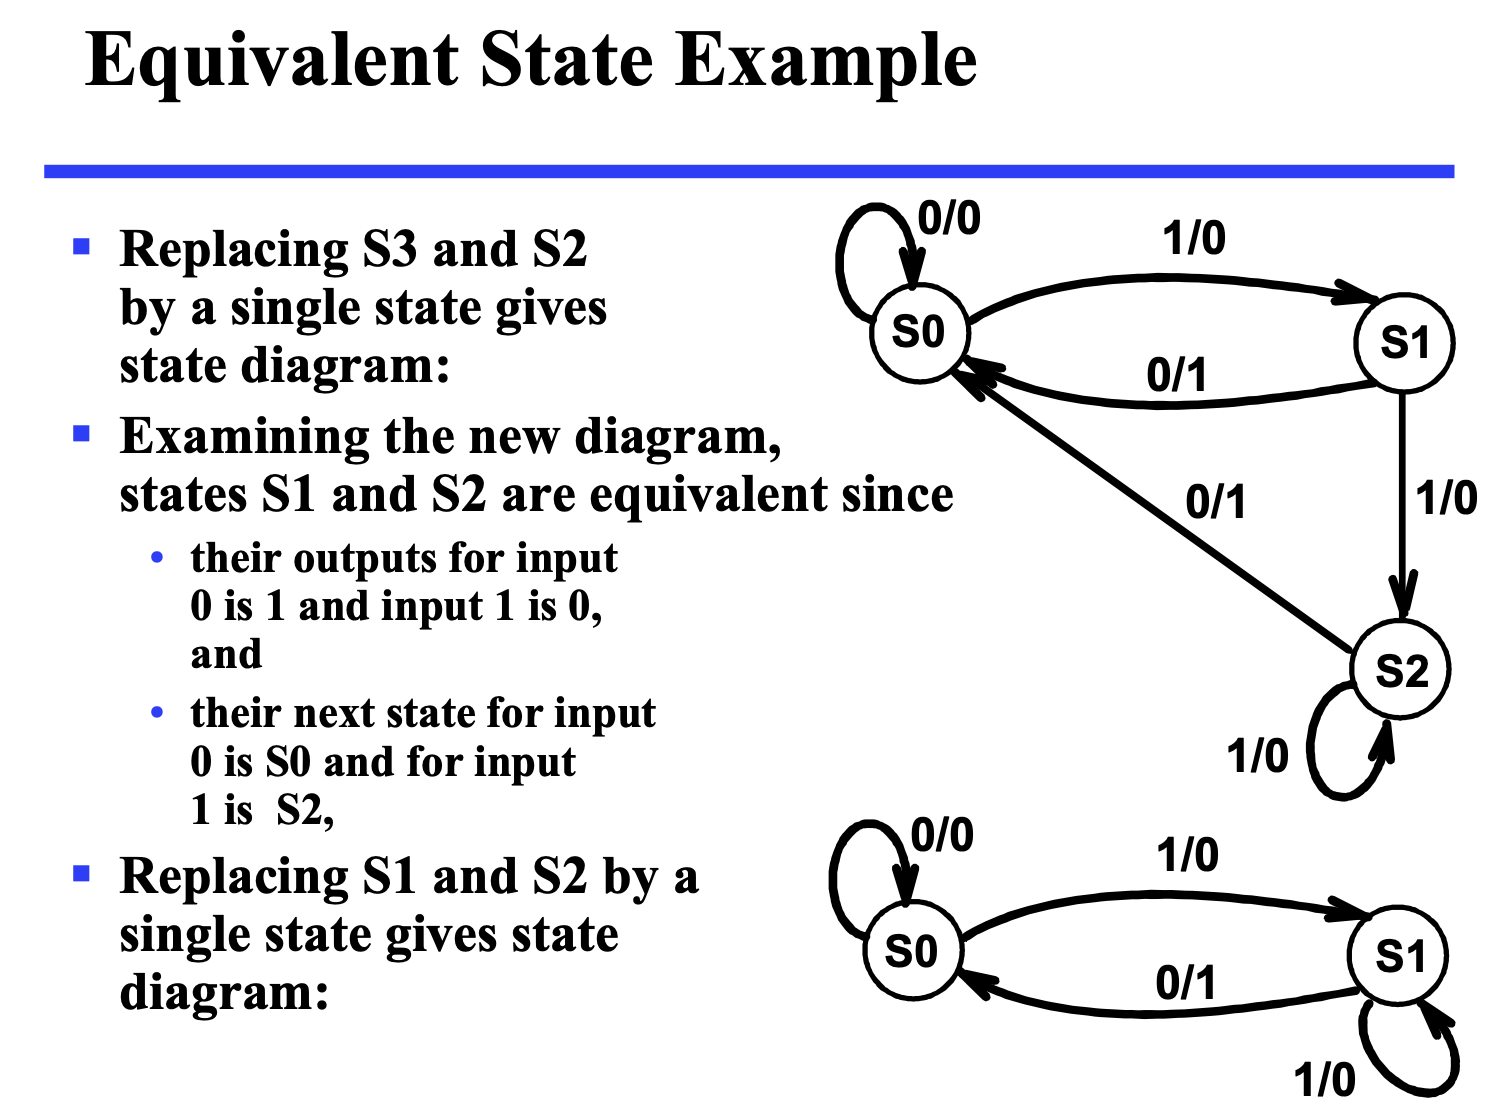 Equivalent State Example
Replacing S3 and S2
by a single state gives
state diagram:
Examining the new diagram,
states S1 and S2 are equivalent since
their outputs for input
0 is 1 and input 1 is 0,
and
their next state for input
0 is S0 and for input
1 is S2,
Replacing S1 and S2 by a
single state gives state
diagram:
0/0
1/0
S0
S1
0/1
0/1
1/0
S2
1/0
0/0
1/0
S0
S1
0/1
1/0